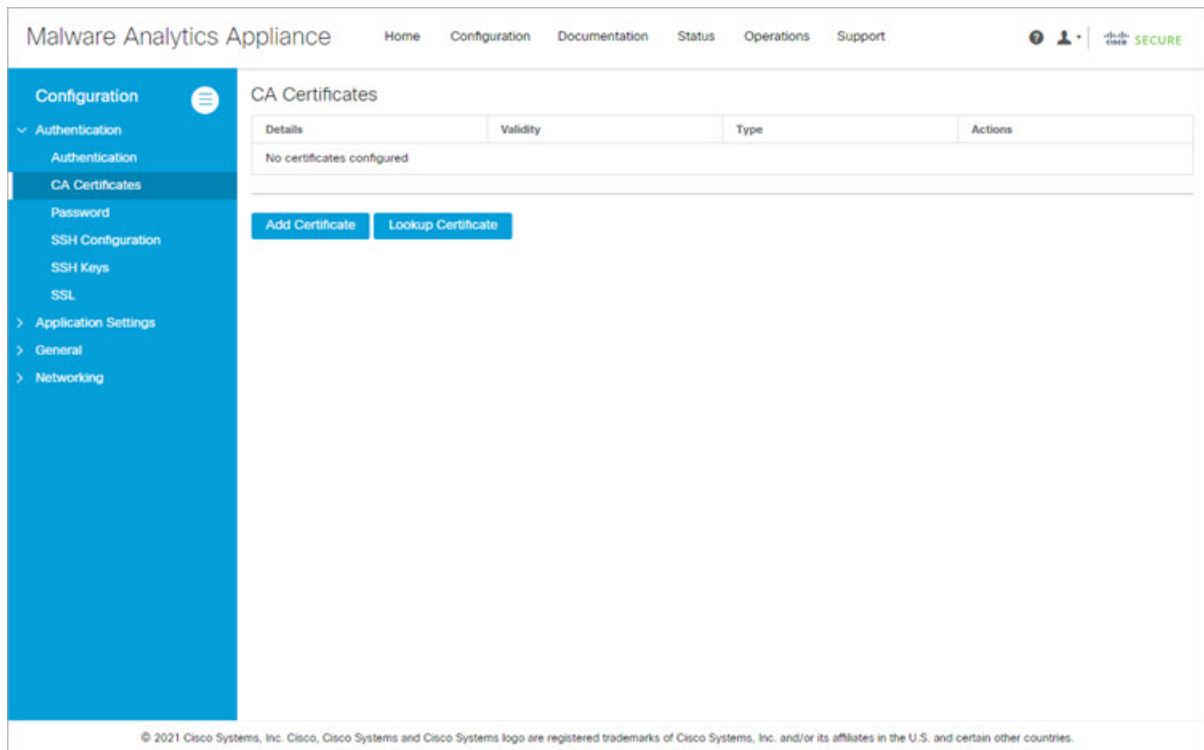 Malware Analytics Appliance Home Configuration Documentation Status Operations Support ? cisco SECURE
Configuration
Authentication
Authentication
CA Certificates
Password
SSH Configuration
SSH Keys
SSL
Application Settings
General
Networking
CA Certificates
Details Validity Type Actions
No certificates configured
Add Certificate Lookup Certificate
© 2021 Cisco Systems, Inc. Cisco, Cisco Systems and Cisco Systems logo are registered trademarks of Cisco Systems, Inc. and/or its affiliates in the U.S. and certain other countries.